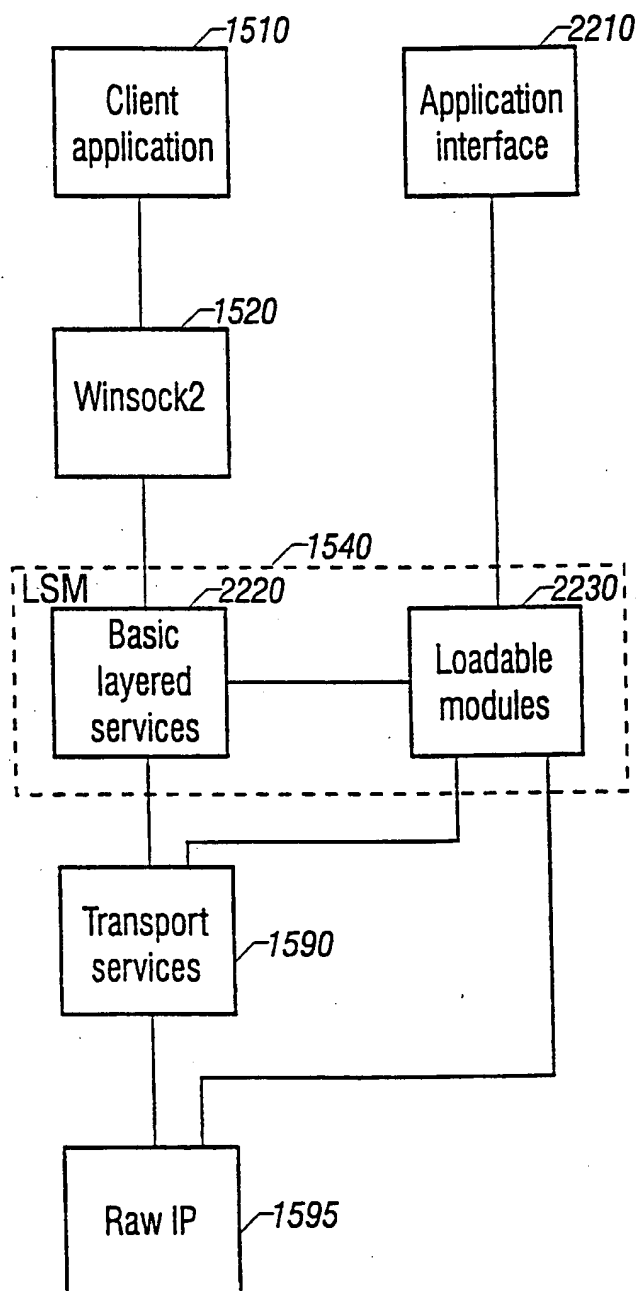 1510
2210
Client
application
Application
interface
1520
Winsock2
1540
LSM
2220
2230
Basic
layered
services
Loadable
modules
Transport
services
1590
Raw IP
1595